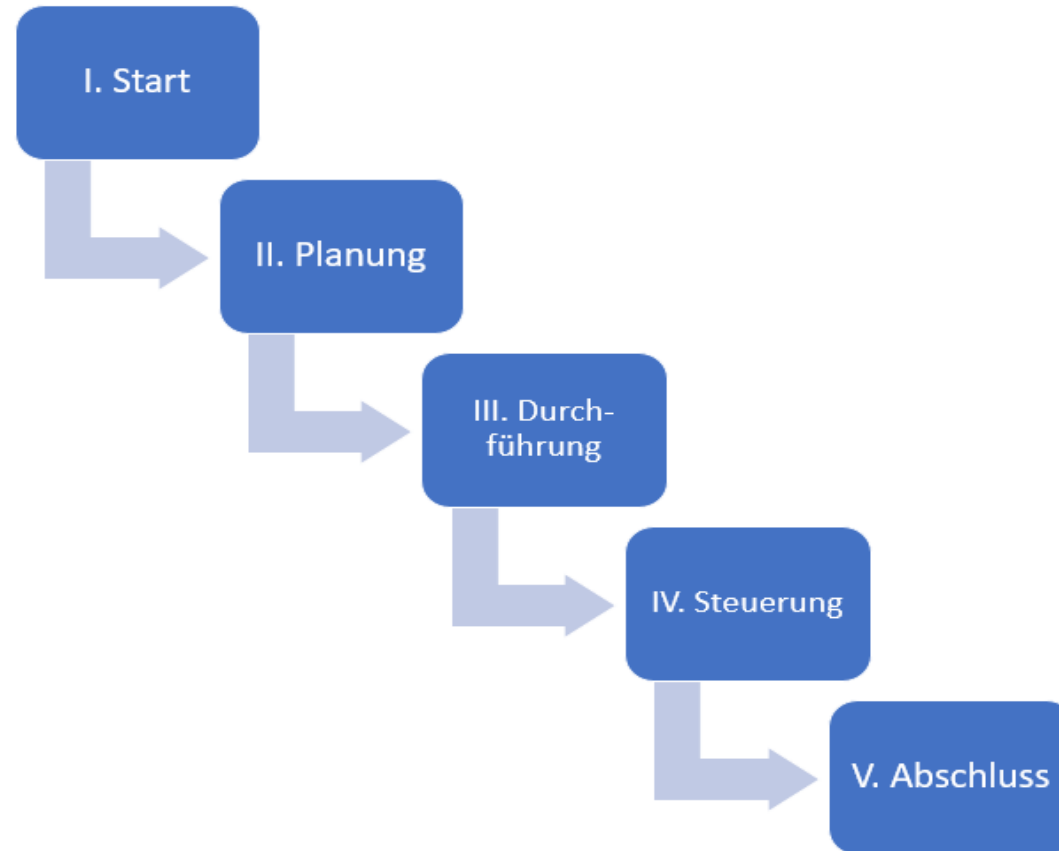 I. Start
II. Planung
III. Durch-
führung
IV. Steuerung
V. Abschluss